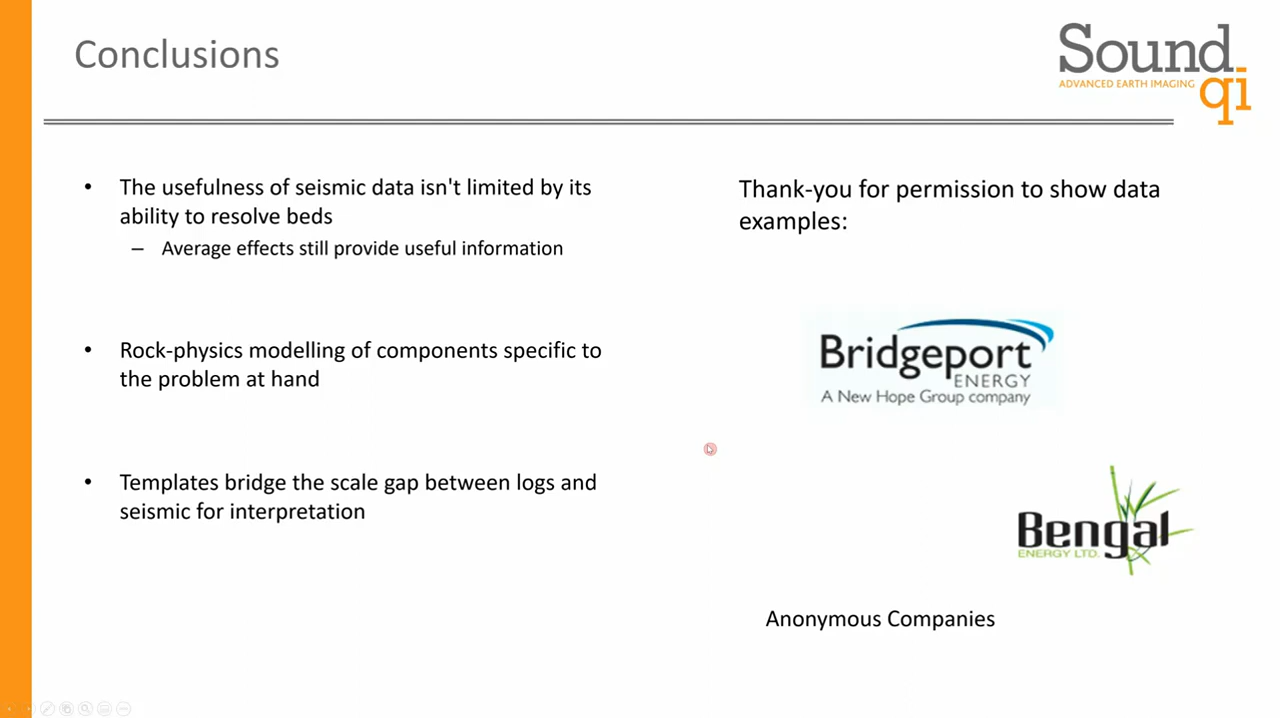 Conclusions
Sound
ADVANCED EARTH IMAGING
qi
• The usefulness of seismic data isn't limited by its
ability to resolve beds
– Average effects still provide useful information
• Rock-physics modelling of components specific to
the problem at hand
• Templates bridge the scale gap between logs and
seismic for interpretation
Thank-you for permission to show data
examples:
Bridgeport
ENERGY
A New Hope Group company
Bengal
ENERGY LTD.
Anonymous Companies